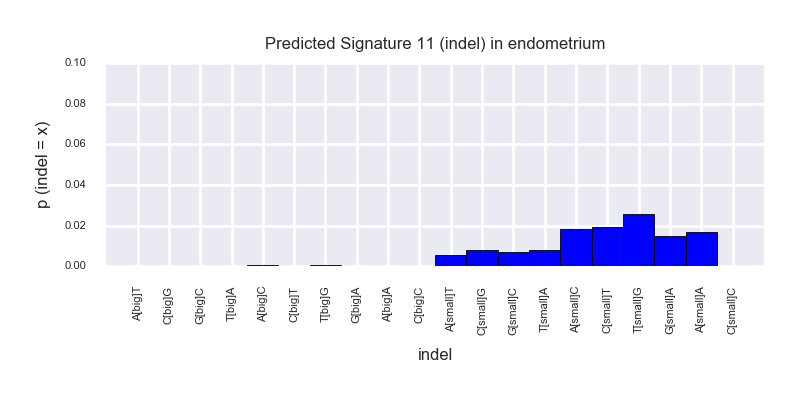 Predicted Signature 11 (indel) in endometrium
p (indel = x)
0.10
0.08
0.06
0.04
0.02
0.00
A[big]T
C[big]G
G[big]C
T[big]A
A[big]C
C[big]T
T[big]G
G[big]A
A[big]A
C[big]C
A[small]T
C[small]G
G[small]C
T[small]A
A[small]C
C[small]T
T[small]G
G[small]A
A[small]A
C[small]C
indel